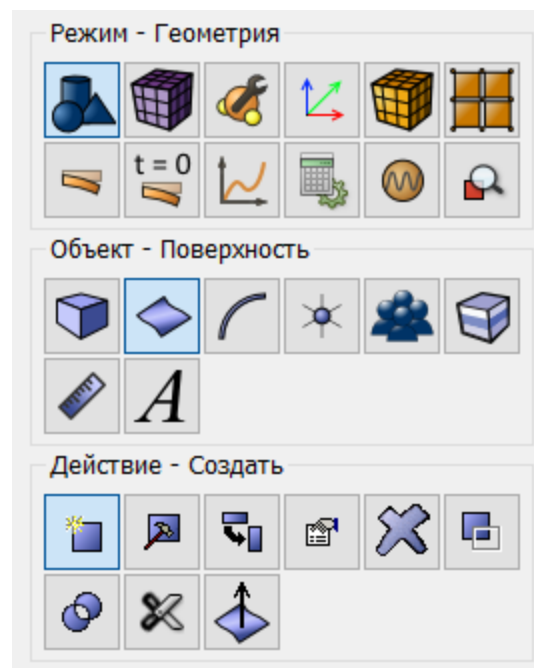 Режим - Геометрия
t = 0
Объект - Поверхность
A
Действие - Создать